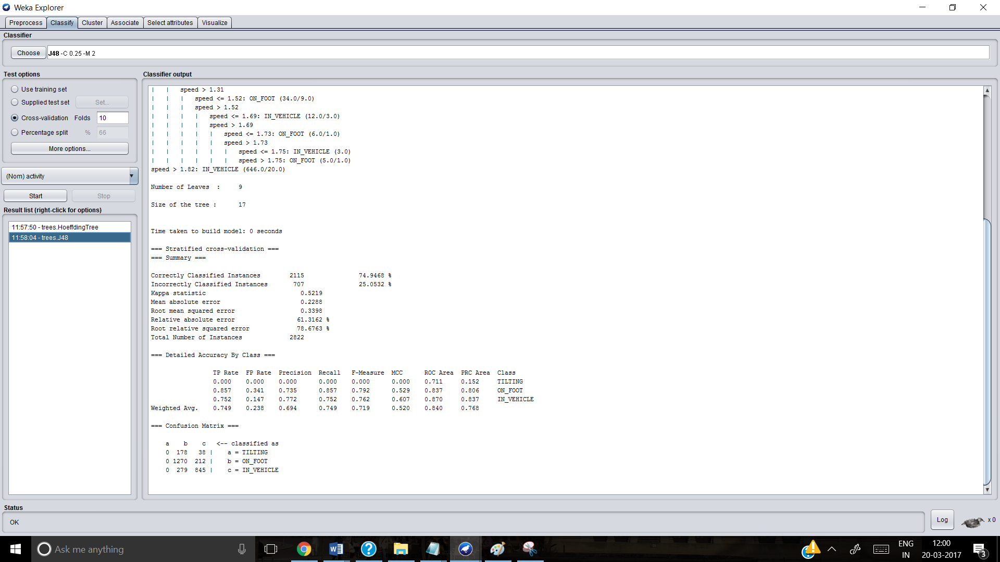 Weka Explorer
Preprocess Classify Cluster Associate Select attributes Visualize
Classifier
Choose J48 -C 0.25 -M 2
Test options
Use training set
Supplied test set Set...
Cross-validation Folds 10
Percentage split % 66
More options...
(Nom) activity
Start Stop
Result list (right-click for options)
11:57:50 - trees.HoeffdingTree
11:58:04 - trees.J48
Classifier output
|   |   speed > 1.31
|   |   |   speed <= 1.52: ON_FOOT (34.0/9.0)
|   |   |   speed > 1.52
|   |   |   |   speed <= 1.69: IN_VEHICLE (12.0/3.0)
|   |   |   |   speed > 1.69
|   |   |   |   |   speed <= 1.73: ON_FOOT (6.0/1.0)
|   |   |   |   |   speed > 1.73
|   |   |   |   |   |   speed <= 1.75: IN_VEHICLE (3.0)
|   |   |   |   |   |   speed > 1.75: ON_FOOT (5.0/1.0)
speed > 1.82: IN_VEHICLE (646.0/20.0)
Number of Leaves  :     9
Size of the tree :      17
Time taken to build model: 0 seconds
=== Stratified cross-validation ===
=== Summary ===
Correctly Classified Instances        2115               74.9468 %
Incorrectly Classified Instances       707               25.0532 %
Kappa statistic                          0.5219
Mean absolute error                      0.2288
Root mean squared error                  0.3398
Relative absolute error                 61.3162 %
Root relative squared error             78.6763 %
Total Number of Instances             2822
=== Detailed Accuracy By Class ===
TP Rate  FP Rate  Precision  Recall   F-Measure  MCC      ROC Area  PRC Area  Class
0.000    0.000    0.000      0.000    0.000      0.000    0.711     0.152     TILTING
0.857    0.341    0.735      0.857    0.792      0.529    0.837     0.806     ON_FOOT
0.752    0.147    0.772      0.752    0.762      0.607    0.870     0.837     IN_VEHICLE
Weighted Avg.    0.749    0.238    0.694      0.749    0.719      0.520    0.840     0.768
=== Confusion Matrix ===
a    b    c   <-- classified as
0  178   38 |    a = TILTING
0 1270  212 |    b = ON_FOOT
0  279  845 |    c = IN_VEHICLE
Status
OK
Log x 0
Ask me anything
ENG
IN
12:00
20-03-2017
3